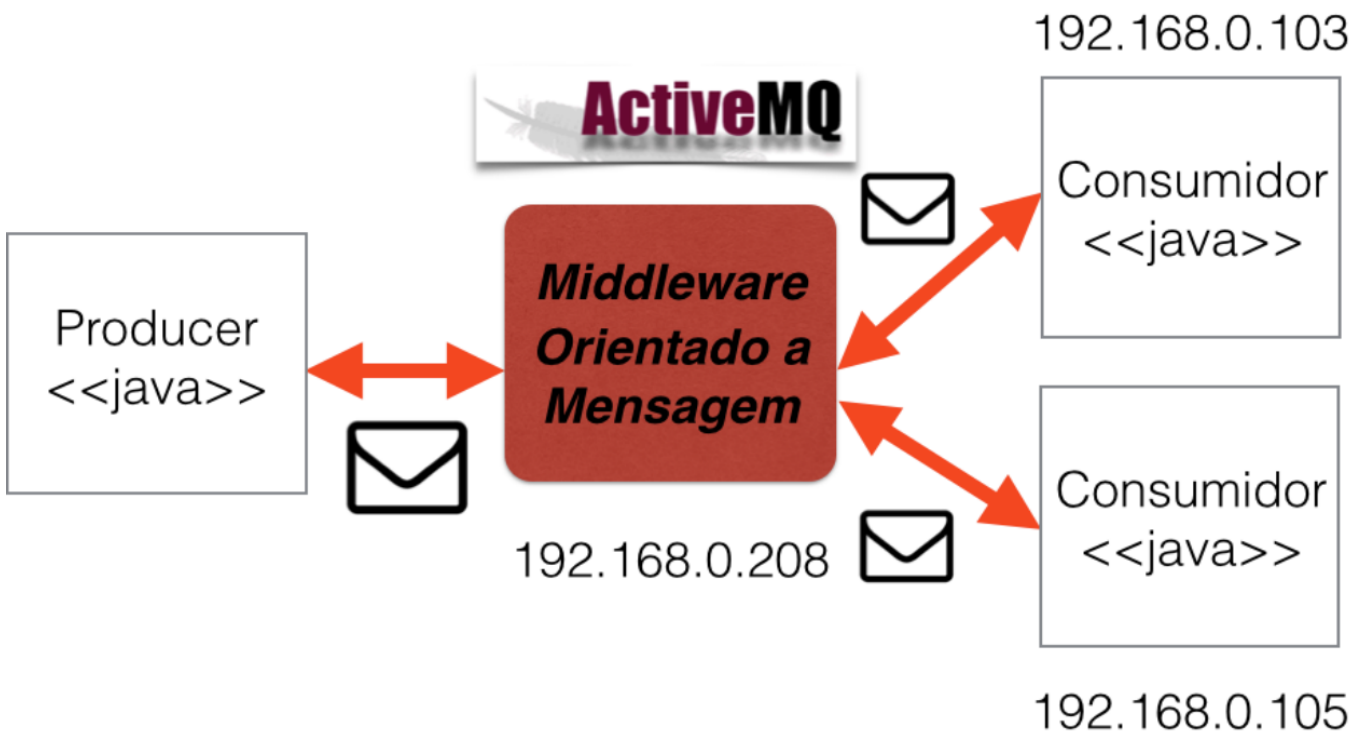 192.168.0.103
ActiveMQ
Consumidor
<<java>>
Producer
<<java>>
Middleware
Orientado a
Mensagem
192.168.0.208
Consumidor
<<java>>
192.168.0.105